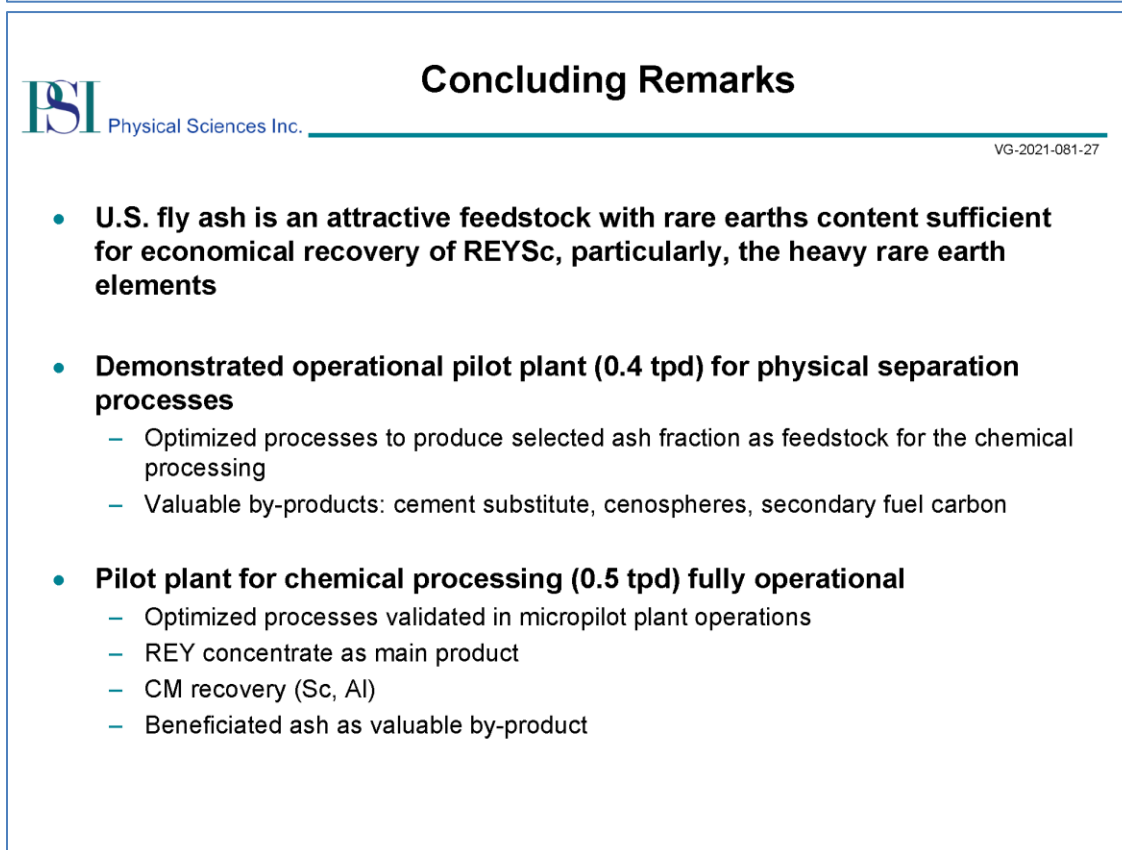 Concluding Remarks
PSI Physical Sciences Inc.
VG-2021-081-27
• U.S. fly ash is an attractive feedstock with rare earths content sufficient
for economical recovery of REYSc, particularly, the heavy rare earth
elements
• Demonstrated operational pilot plant (0.4 tpd) for physical separation
processes
– Optimized processes to produce selected ash fraction as feedstock for the chemical
processing
– Valuable by-products: cement substitute, cenospheres, secondary fuel carbon
• Pilot plant for chemical processing (0.5 tpd) fully operational
– Optimized processes validated in micropilot plant operations
– REY concentrate as main product
– CM recovery (Sc, Al)
– Beneficiated ash as valuable by-product